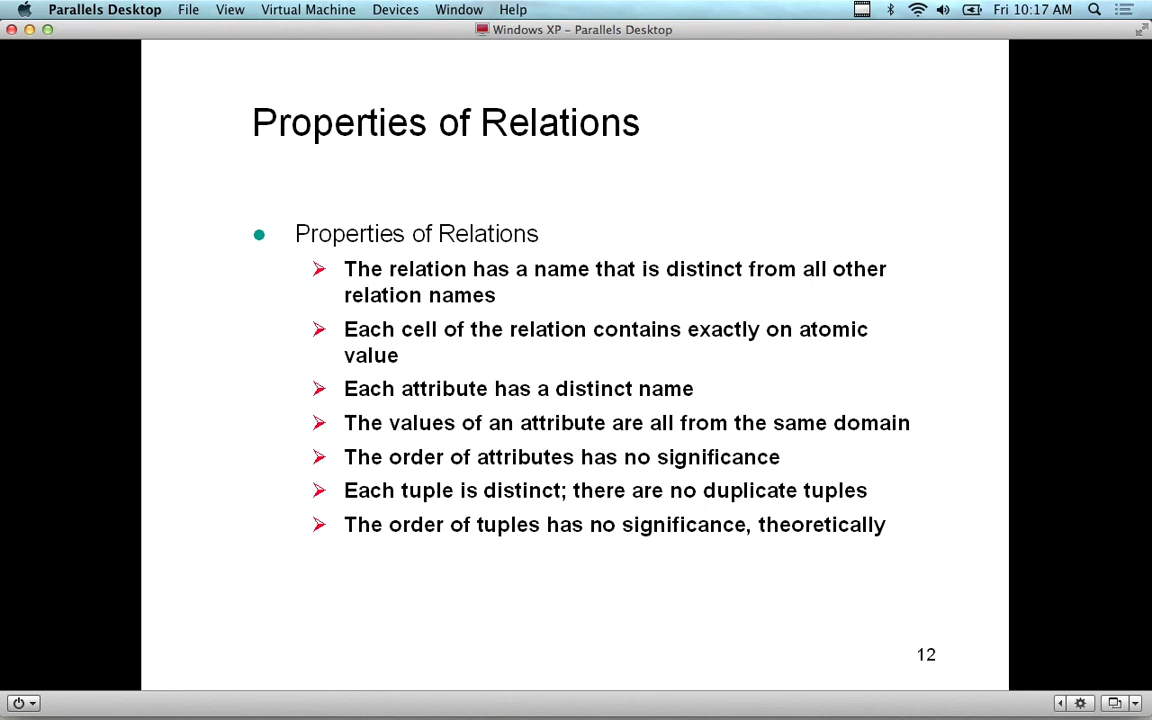 Parallels Desktop File View Virtual Machine Devices Window Help Fri 10:17 AM
Windows XP – Parallels Desktop
Properties of Relations
Properties of Relations
The relation has a name that is distinct from all other
relation names
Each cell of the relation contains exactly on atomic
value
Each attribute has a distinct name
The values of an attribute are all from the same domain
The order of attributes has no significance
Each tuple is distinct; there are no duplicate tuples
The order of tuples has no significance, theoretically
12